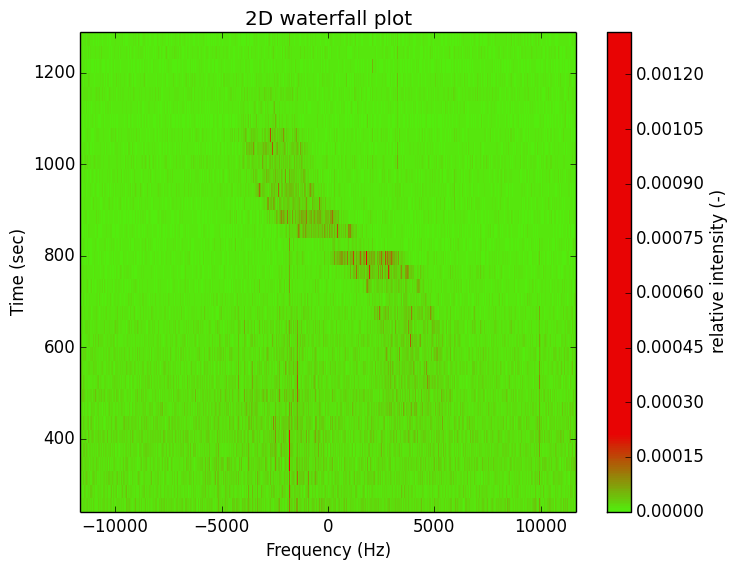 2D waterfall plot
1200
1000
800
600
400
Time (sec)
−10000 −5000 0 5000 10000
Frequency (Hz)
0.00120
0.00105
0.00090
0.00075
0.00060
0.00045
0.00030
0.00015
0.00000
relative intensity (-)